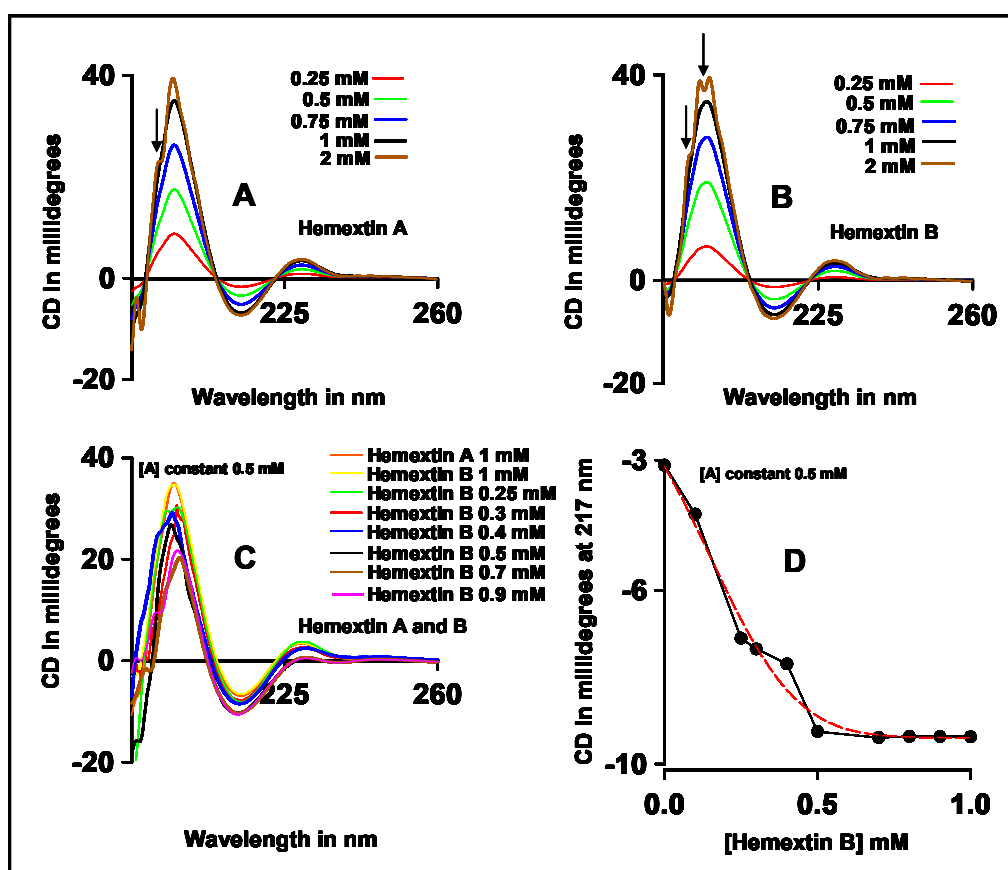 40
20
0
-20
CD in millidegrees
0.25 mM
0.5 mM
0.75 mM
1 mM
2 mM
A
Hemextin A
225
260
Wavelength in nm
40
20
0
-20
CD in millidegrees
0.25 mM
0.5 mM
0.75 mM
1 mM
2 mM
B
Hemextin B
225
260
Wavelength in nm
40
20
0
-20
CD in millidegrees
[A] constant 0.5 mM
Hemextin A 1 mM
Hemextin B 1 mM
Hemextin B 0.25 mM
Hemextin B 0.3 mM
Hemextin B 0.4 mM
Hemextin B 0.5 mM
Hemextin B 0.7 mM
Hemextin B 0.9 mM
C
Hemextin A and B
225
260
Wavelength in nm
-3
-6
-10
CD in millidegrees at 217 nm
[A] constant 0.5 mM
D
0.0
0.5
1.0
[Hemextin B] mM